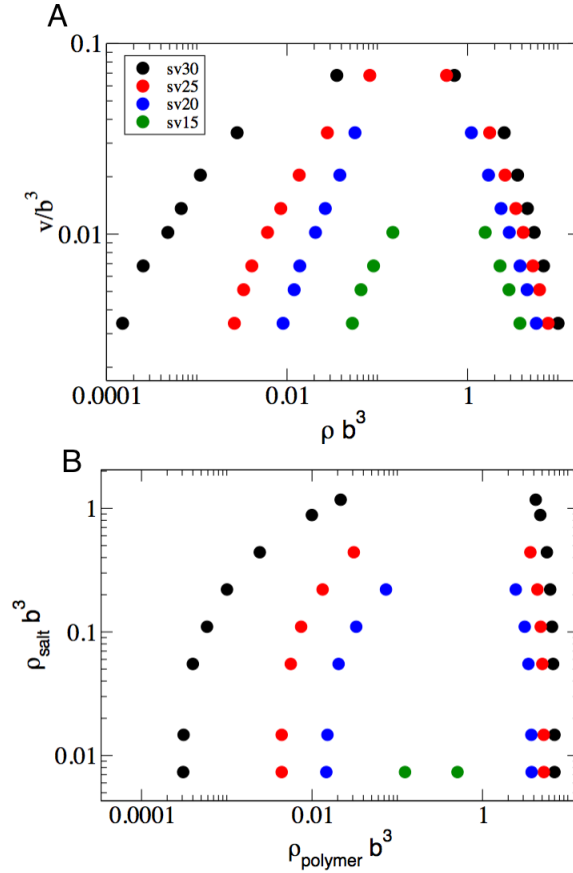 A
0.1
sv30
sv25
sv20
sv15
v/b³
0.01
0.0001
0.01
1
ρ b³
B
1
ρsalt b³
0.1
0.01
0.0001
0.01
1
ρpolymer b³